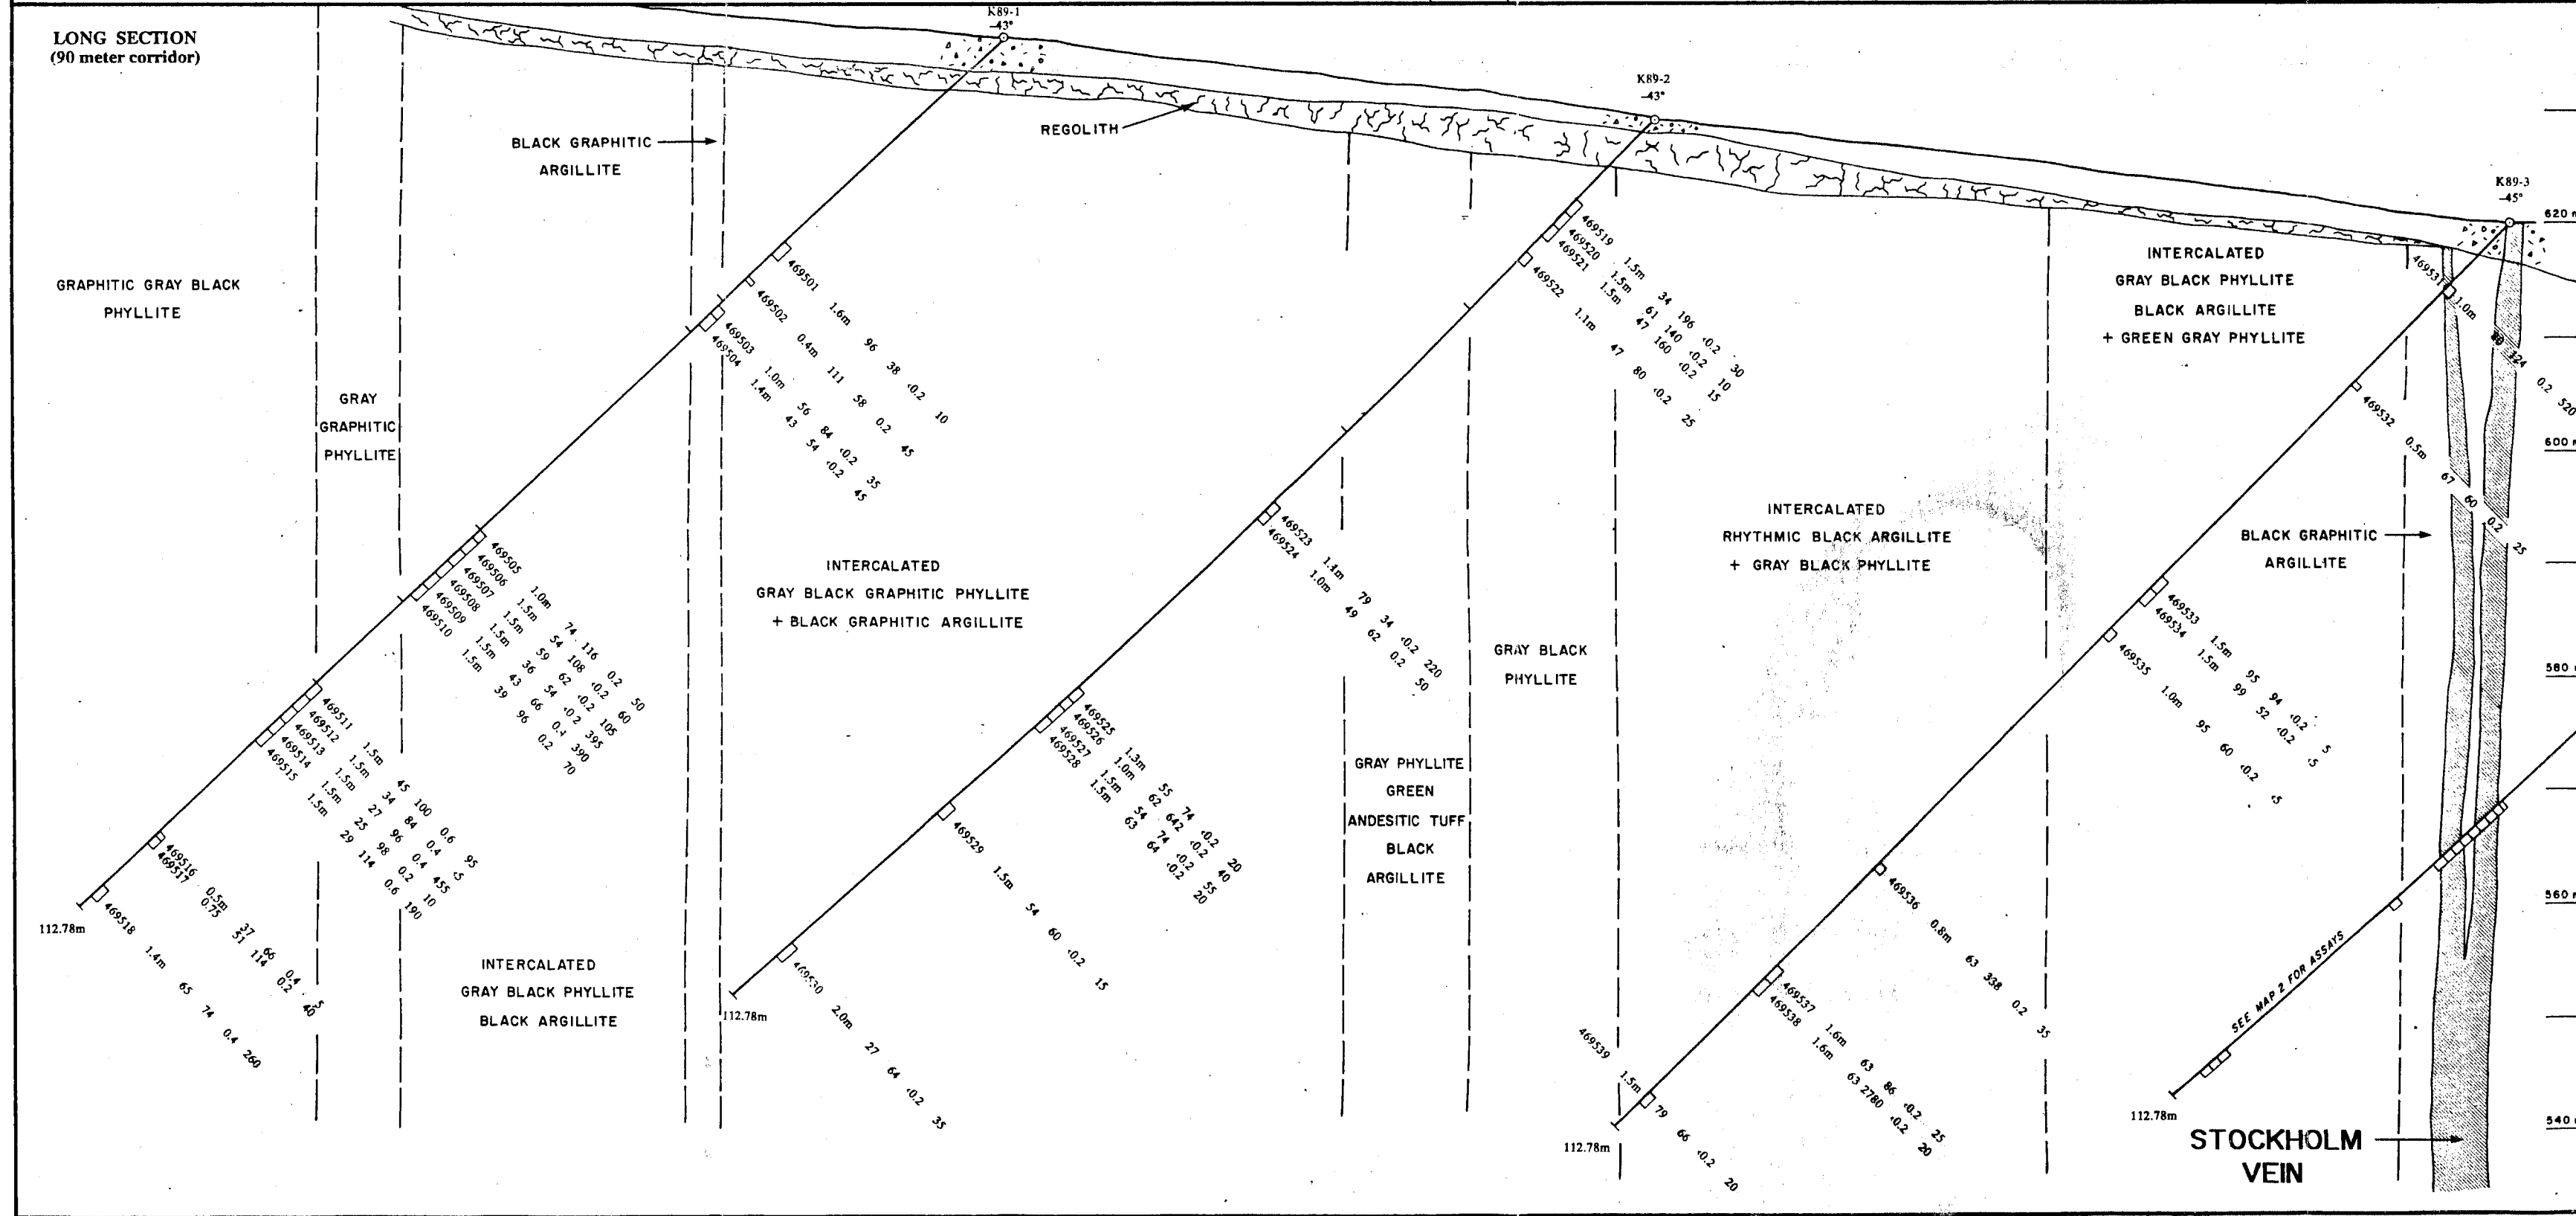 LONG SECTION
(90 meter corridor)
K89-1
-43°
K89-2
-43°
K89-3
-45°
REGOLITH
BLACK GRAPHITIC
ARGILLITE
GRAPHITIC GRAY BLACK
PHYLLITE
GRAY
GRAPHITIC
PHYLLITE
INTERCALATED
GRAY BLACK GRAPHITIC PHYLLITE
+ BLACK GRAPHITIC ARGILLITE
INTERCALATED
GRAY BLACK PHYLLITE
BLACK ARGILLITE
GRAY PHYLLITE
GREEN
ANDESITIC TUFF
BLACK
ARGILLITE
GRAY BLACK
PHYLLITE
INTERCALATED
RHYTHMIC BLACK ARGILLITE
+ GRAY BLACK PHYLLITE
INTERCALATED
GRAY BLACK PHYLLITE
BLACK ARGILLITE
+ GREEN GRAY PHYLLITE
BLACK GRAPHITIC
ARGILLITE
469501 1.6m 96 38 <0.2 10
469502 0.4m 111 58 0.2 45
469503 1.0m 56 84 <0.2 35
469504 1.4m 43 54 <0.2 45
469505 1.0m 74 116 0.2 50
469506 1.5m 54 108 <0.2 60
469507 1.5m 59 62 <0.2 105
469508 1.5m 36 54 <0.2 395
469509 1.5m 43 66 0.4 390
469510 1.5m 39 96 0.2 70
469511 1.5m 45 100 0.6 95
469512 1.5m 34 84 0.4 <5
469513 1.5m 27 96 0.4 455
469514 1.5m 25 98 0.2 10
469515 1.5m 29 114 0.6 190
469516 0.5m 37 66 0.4 5
469517 0.75 51 114 0.2 40
469518 1.4m 65 74 0.4 260
112.78m
469519 1.5m 34 196 <0.2 30
469520 1.5m 61 140 <0.2 10
469521 1.5m 47 160 <0.2 15
469522 1.1m 47 80 <0.2 25
469523 1.1m 79 34 <0.2 220
469524 1.0m 49 62 0.2 50
469525 1.3m 55 74 <0.2 20
469526 1.0m 62 642 <0.2 40
469527 1.5m 54 74 <0.2 55
469528 1.5m 63 64 <0.2 20
469529 1.5m 54 60 <0.2 15
469530 2.0m 27 64 <0.2 35
112.78m
469531 1.0m 324 0.2 520
469532 0.5m 67 60 0.2 25
469533 1.5m 95 94 <0.2 5
469534 1.5m 99 52 <0.2 <5
469535 1.0m 95 60 <0.2 <5
469536 0.8m 63 338 0.2 35
469537 1.6m 63 86 <0.2 25
469538 1.6m 63 2780 <0.2 20
469539 1.5m 79 66 <0.2 20
112.78m
SEE MAP 2 FOR ASSAYS
112.78m
STOCKHOLM
VEIN
620 m
600 m
580 m
560 m
540 m